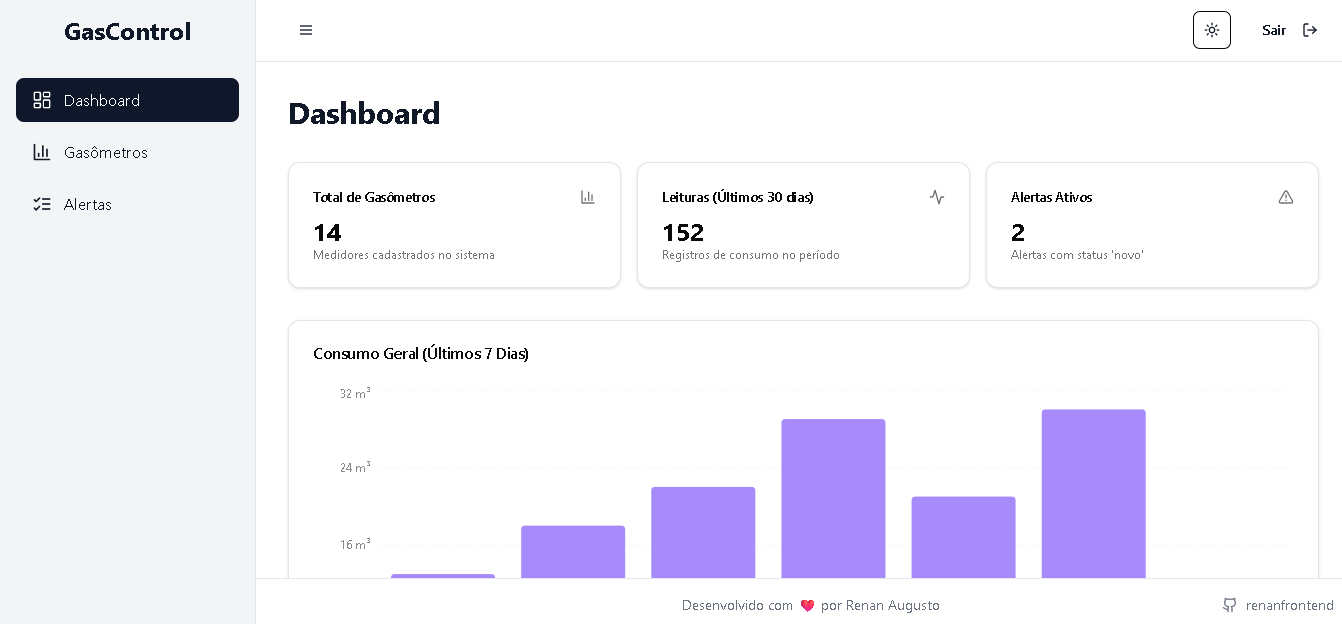 GasControl
Sair
Dashboard
Gasômetros
Alertas
Dashboard
Total de Gasômetros
14
Medidores cadastrados no sistema
Leituras (Últimos 30 dias)
152
Registros de consumo no período
Alertas Ativos
2
Alertas com status 'novo'
Consumo Geral (Últimos 7 Dias)
32 m³
24 m³
16 m³
Desenvolvido com ❤️ por Renan Augusto
renanfrontend